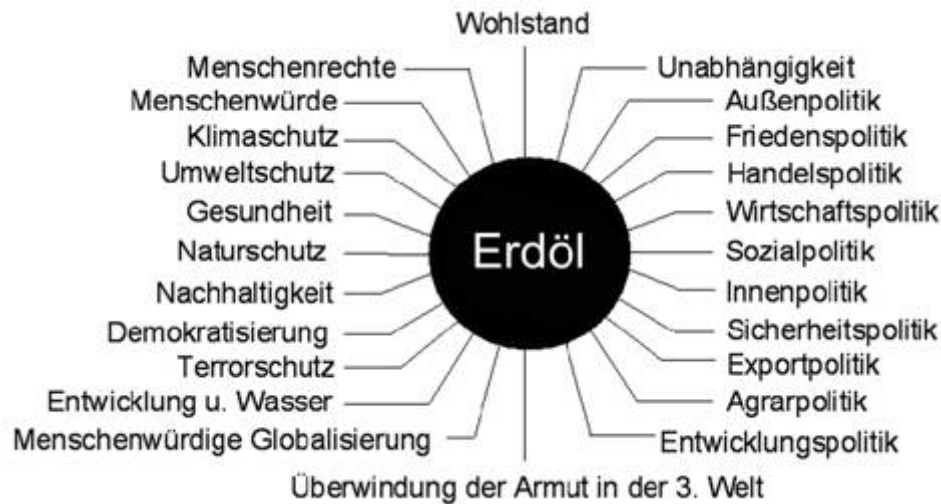 Wohlstand
Menschenrechte
Unabhängigkeit
Menschenwürde
Außenpolitik
Klimaschutz
Friedenspolitik
Umweltschutz
Handelspolitik
Gesundheit
Wirtschaftspolitik
Naturschutz
Erdöl
Sozialpolitik
Nachhaltigkeit
Innenpolitik
Demokratisierung
Sicherheitspolitik
Terrorschutz
Exportpolitik
Entwicklung u. Wasser
Agrarpolitik
Menschenwürdige Globalisierung
Entwicklungspolitik
Überwindung der Armut in der 3. Welt